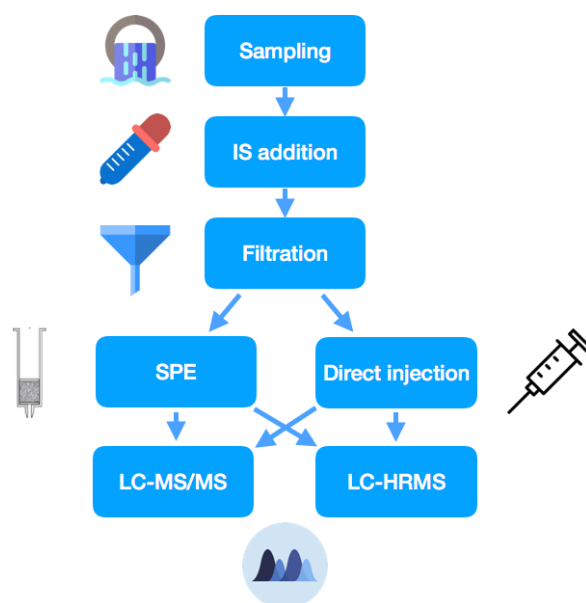 Sampling
IS addition
Filtration
SPE
Direct injection
LC-MS/MS
LC-HRMS